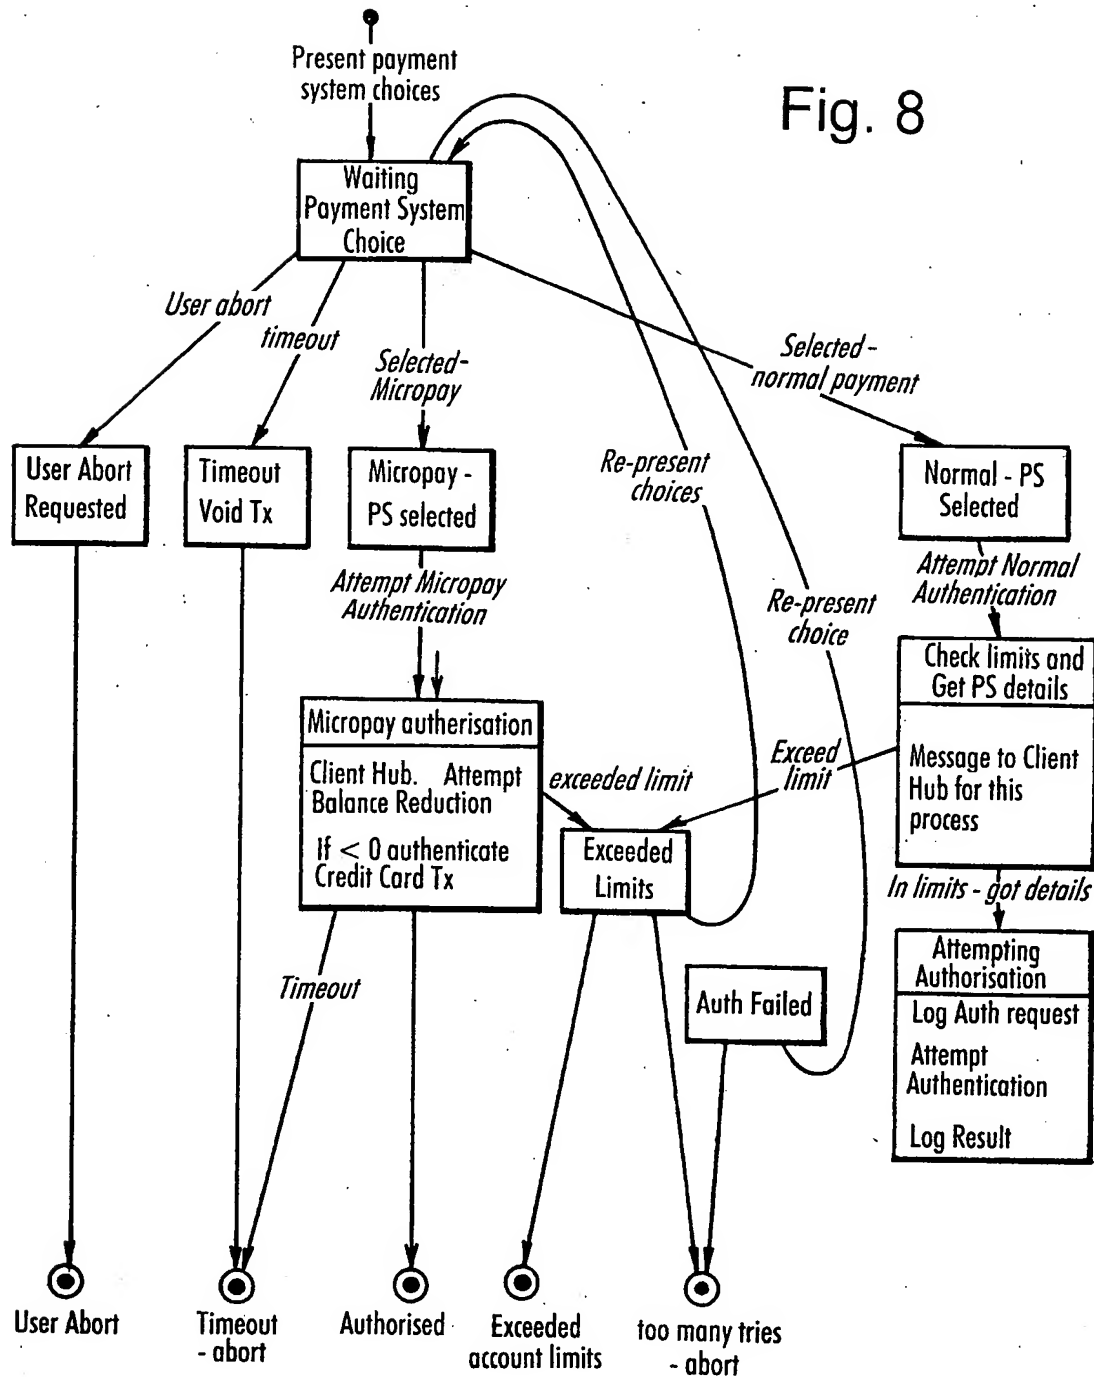 Present payment
system choices
Fig. 8
Waiting
Payment System
Choice
User abort
timeout
Selected-
Micropay
Selected-
normal payment
User Abort
Requested
Timeout
Void Tx
Micropay -
PS selected
Re-present
choices
Normal - PS
Selected
Attempt Micropay
Authentication
Attempt Normal
Authentication
Re-present
choice
Check limits and
Get PS details
Message to Client
Hub for this
process
Micropay autherisation
Client Hub. Attempt
Balance Reduction
If < 0 authenticate
Credit Card Tx
exceeded limit
Exceed
limit
Exceeded
Limits
In limits - got details
Attempting
Authorisation
Log Auth request
Attempt
Authentication
Log Result
Timeout
Auth Failed
User Abort
Timeout
- abort
Authorised
Exceeded
account limits
too many tries
- abort